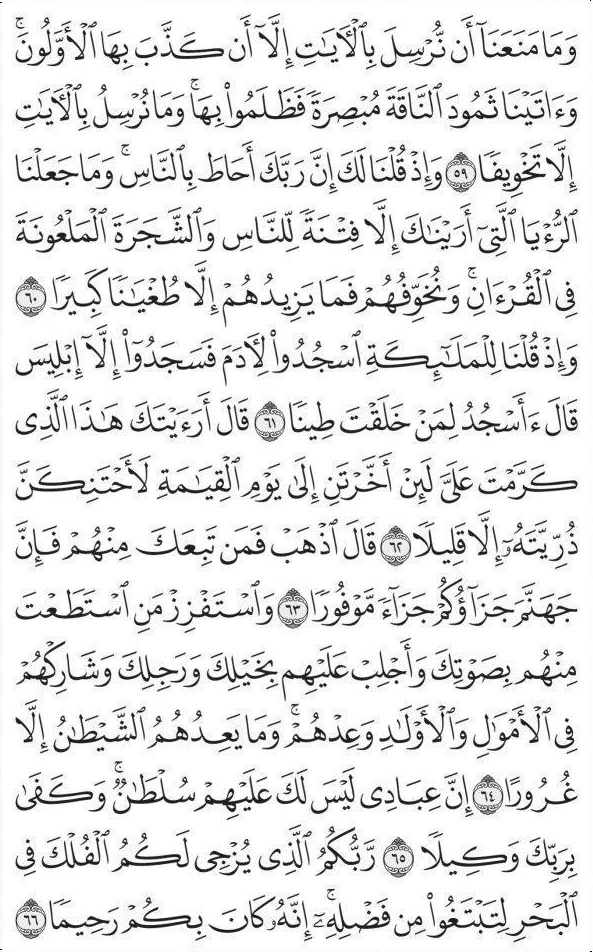 وَمَا مَنَعَنَآ أَن نُّرْسِلَ بِٱلْءَايَٰتِ إِلَّآ أَن كَذَّبَ بِهَا ٱلْأَوَّلُونَۚ
وَءَاتَيْنَا ثَمُودَ ٱلنَّاقَةَ مُبْصِرَةً فَظَلَمُوا۟ بِهَاۚ وَمَا نُرْسِلُ بِٱلْءَايَٰتِ
إِلَّا تَخْوِيفًا ٥٩ وَإِذْ قُلْنَا لَكَ إِنَّ رَبَّكَ أَحَاطَ بِٱلنَّاسِۚ وَمَا جَعَلْنَا
ٱلرُّءْيَا ٱلَّتِىٓ أَرَيْنَٰكَ إِلَّا فِتْنَةً لِّلنَّاسِ وَٱلشَّجَرَةَ ٱلْمَلْعُونَةَ
فِى ٱلْقُرْءَانِۚ وَنُخَوِّفُهُمْ فَمَا يَزِيدُهُمْ إِلَّا طُغْيَٰنًا كَبِيرًا ٦٠
وَإِذْ قُلْنَا لِلْمَلَٰٓئِكَةِ ٱسْجُدُوا۟ لِءَادَمَ فَسَجَدُوٓا۟ إِلَّآ إِبْلِيسَ
قَالَ ءَأَسْجُدُ لِمَنْ خَلَقْتَ طِينًا ٦١ قَالَ أَرَءَيْتَكَ هَٰذَا ٱلَّذِى
كَرَّمْتَ عَلَىَّ لَئِنْ أَخَّرْتَنِ إِلَىٰ يَوْمِ ٱلْقِيَٰمَةِ لَأَحْتَنِكَنَّ
ذُرِّيَّتَهُۥٓ إِلَّا قَلِيلًا ٦٢ قَالَ ٱذْهَبْ فَمَن تَبِعَكَ مِنْهُمْ فَإِنَّ
جَهَنَّمَ جَزَآؤُكُمْ جَزَآءً مَّوْفُورًا ٦٣ وَٱسْتَفْزِزْ مَنِ ٱسْتَطَعْتَ
مِنْهُم بِصَوْتِكَ وَأَجْلِبْ عَلَيْهِم بِخَيْلِكَ وَرَجِلِكَ وَشَارِكْهُمْ
فِى ٱلْأَمْوَٰلِ وَٱلْأَوْلَٰدِ وَعِدْهُمْۚ وَمَا يَعِدُهُمُ ٱلشَّيْطَٰنُ إِلَّا
غُرُورًا ٦٤ إِنَّ عِبَادِى لَيْسَ لَكَ عَلَيْهِمْ سُلْطَٰنٌۚ وَكَفَىٰ
بِرَبِّكَ وَكِيلًا ٦٥ رَّبُّكُمُ ٱلَّذِى يُزْجِى لَكُمُ ٱلْفُلْكَ فِى
ٱلْبَحْرِ لِتَبْتَغُوا۟ مِن فَضْلِهِۦٓۚ إِنَّهُۥ كَانَ بِكُمْ رَحِيمًا ٦٦